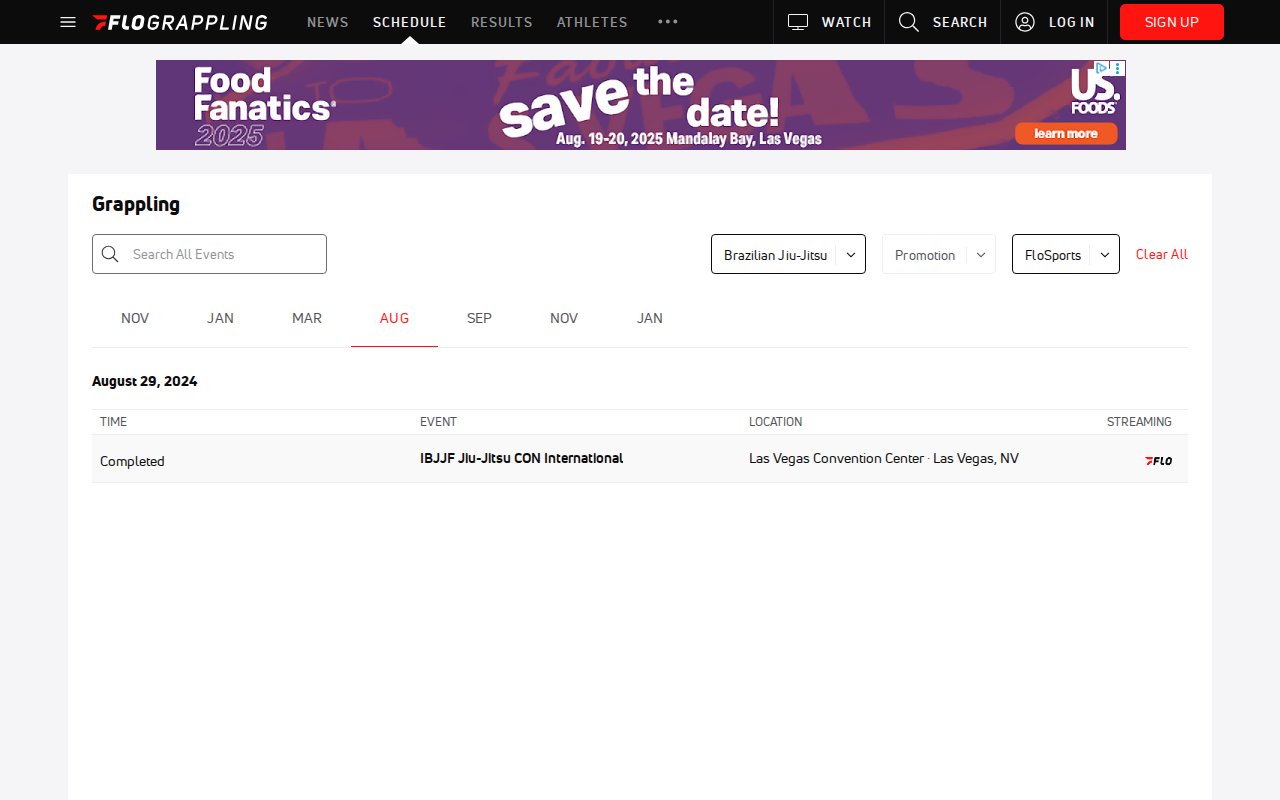 FLOGRAPPLING NEWS SCHEDULE RESULTS ATHLETES WATCH SEARCH LOG IN SIGN UP
Food Fanatics® 2025
save the date!
Aug. 19-20, 2025 Mandalay Bay, Las Vegas
US. FOODS
learn more
Grappling
Search All Events
Brazilian Jiu-Jitsu
Promotion
FloSports
Clear All
NOV JAN MAR AUG SEP NOV JAN
August 29, 2024
TIME EVENT LOCATION STREAMING
Completed IBJJF Jiu-Jitsu CON International Las Vegas Convention Center · Las Vegas, NV FLO